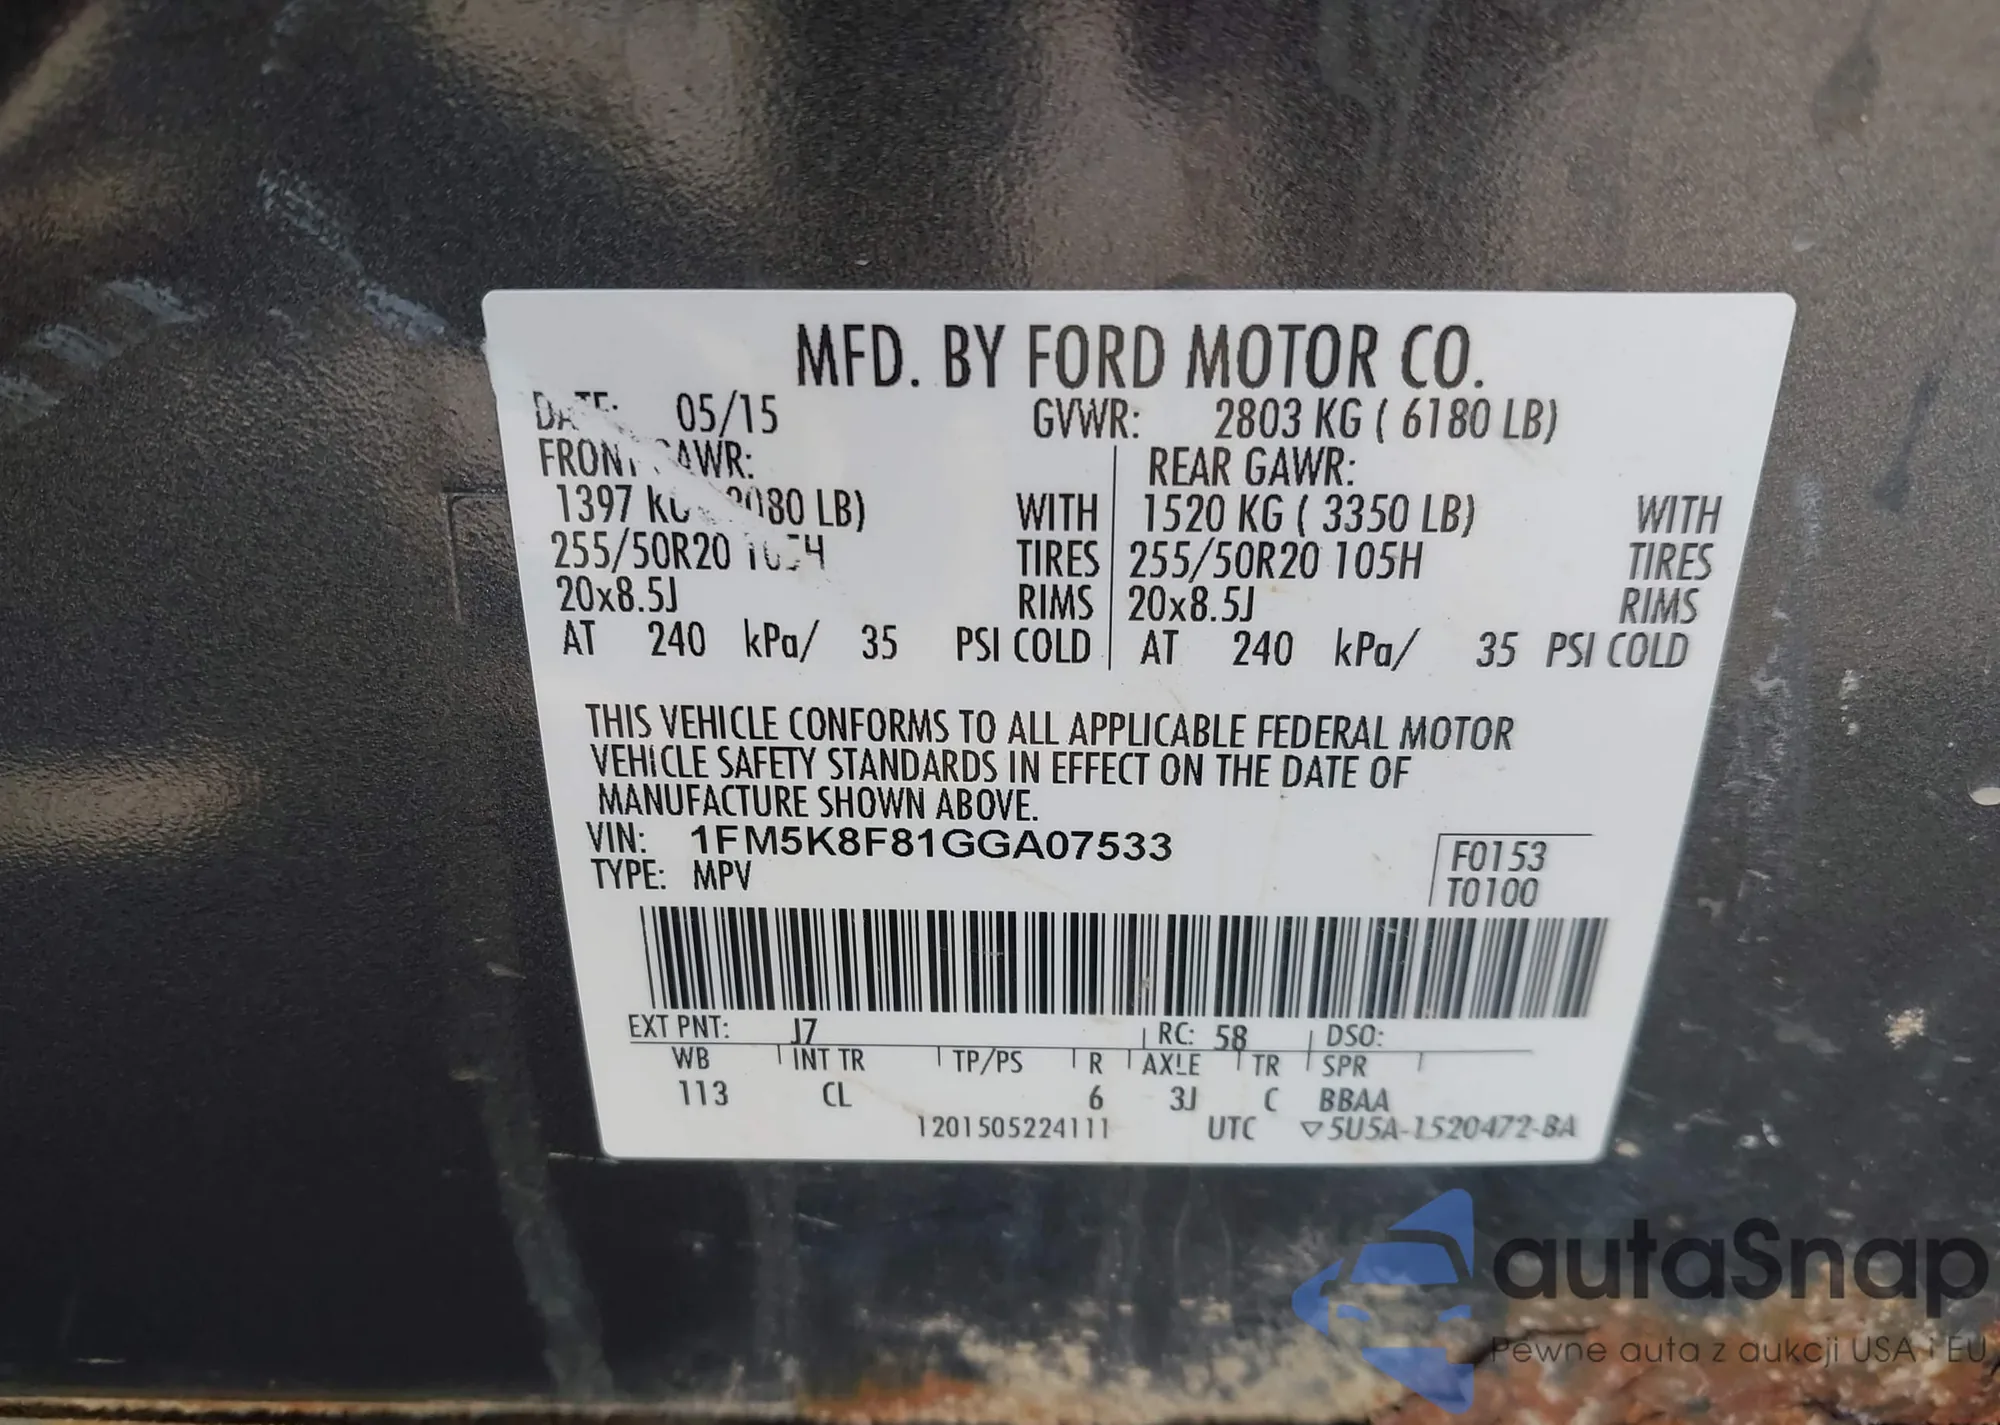 MFD. BY FORD MOTOR CO.
05/15 GVWR: 2803 KG ( 6180 LB)
REAR GAWR:
1397 LB) WITH 1520 KG ( 3350 LB) WITH
255/50R20 TIRES 255/50R20 105H TIRES
20x8.5J RIMS 20x8.5J RIMS
AT 240 kPa/ 35 PSI COLD AT 240 kPa/ 35 PSI COLD
THIS VEHICLE CONFORMS TO ALL APPLICABLE FEDERAL MOTOR
VEHICLE SAFETY STANDARDS IN EFFECT ON THE DATE OF
MANUFACTURE SHOWN ABOVE.
VIN: 1FM5K8F81GGA07533
TYPE: MPV
F0153
T0100
EXT PNT: J7 RC: 58 DSO:
WB INT TR TP/PS R AXLE TR SPR
113 CL 6 3J C BBAA
1201505224111 UTC ▽5U5A-1520472-BA
autaSnap
Pewne auta z aukcji USA i EU